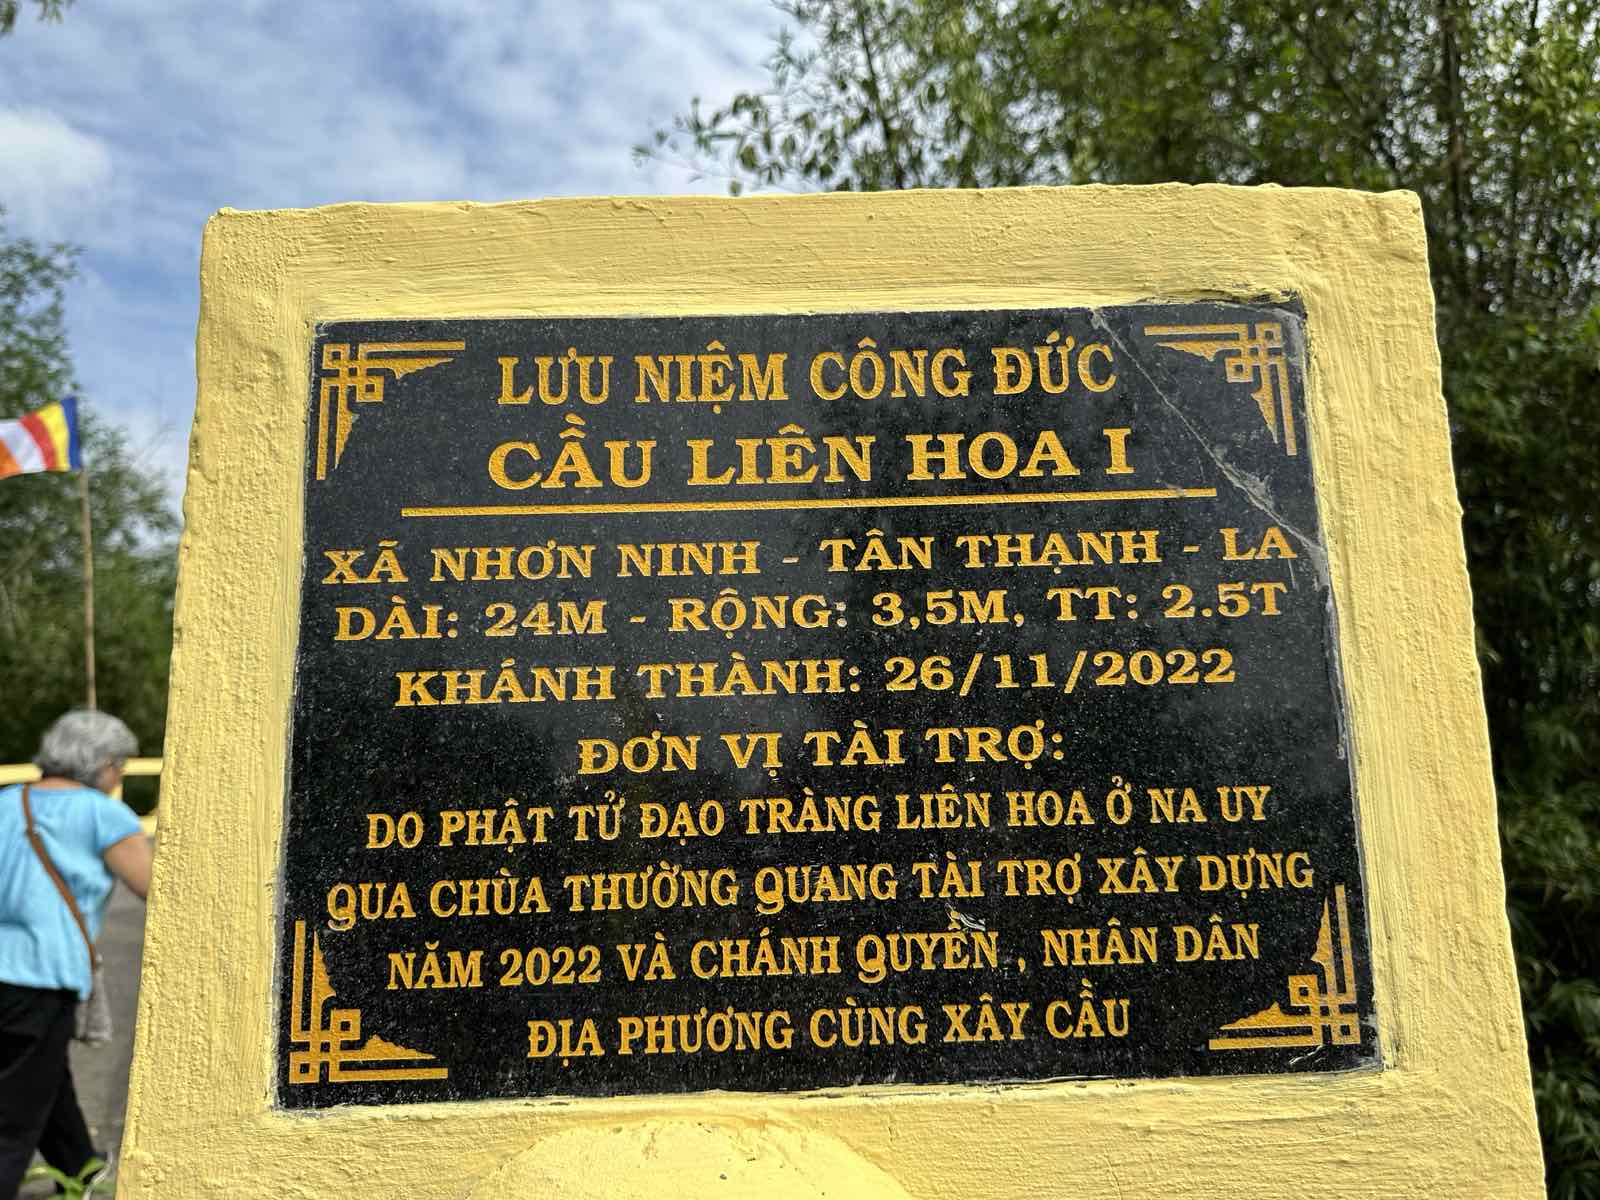 LƯU NIỆM CÔNG ĐỨC
CẦU LIÊN HOA I
XÃ NHƠN NINH - TÂN THẠNH - LA
DÀI: 24M - RỘNG: 3,5M, TT: 2.5T
KHÁNH THÀNH: 26/11/2022
ĐƠN VỊ TÀI TRỢ:
DO PHẬT TỬ ĐẠO TRÀNG LIÊN HOA Ở NA UY
QUA CHÙA THƯỜNG QUANG TÀI TRỢ XÂY DỰNG
NĂM 2022 VÀ CHÁNH QUYỀN , NHÂN DÂN
ĐỊA PHƯƠNG CÙNG XÂY CẦU